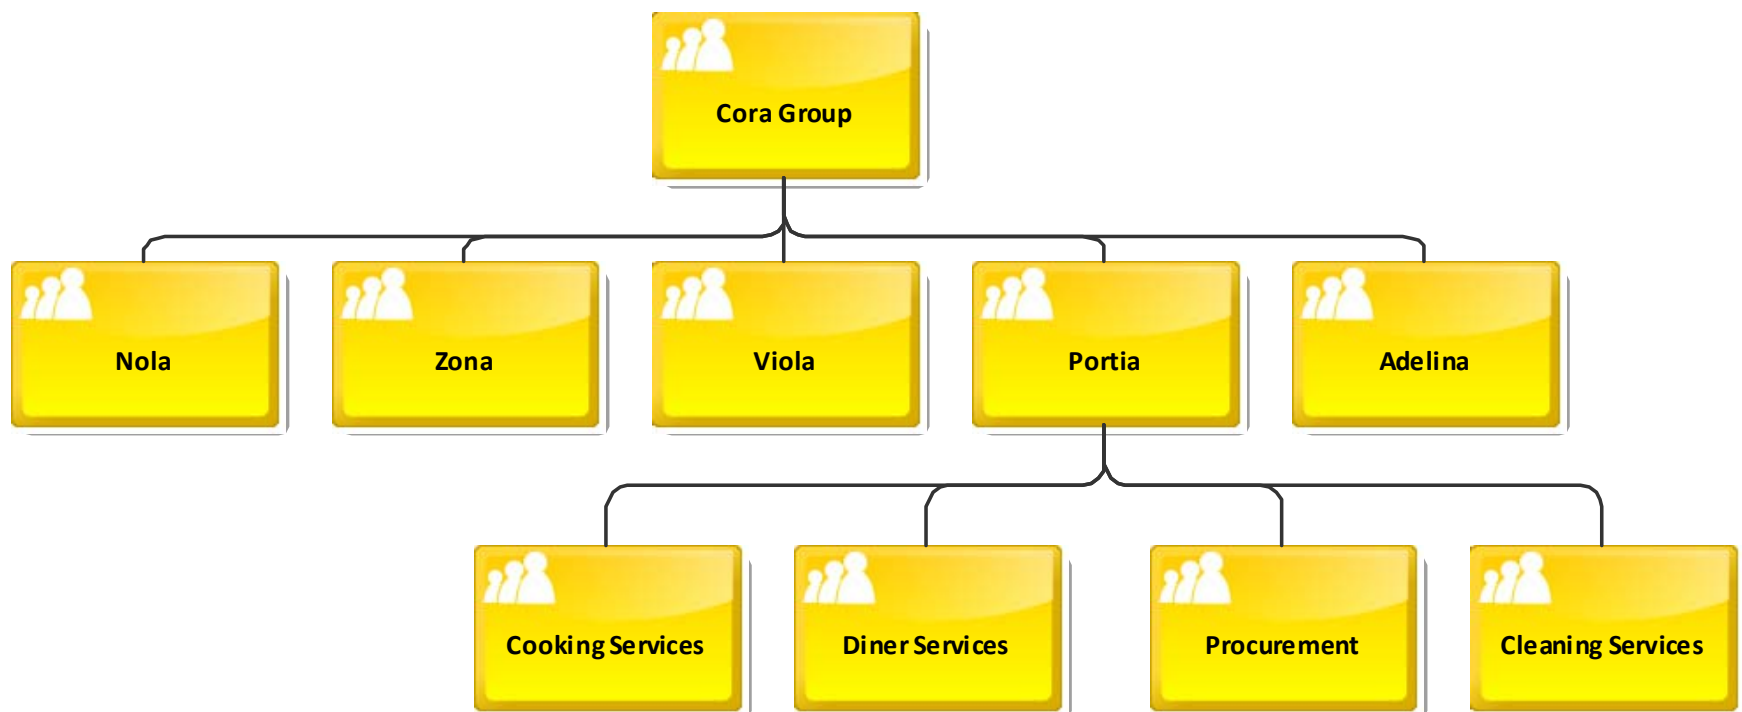 Cora Group
Nola
Zona
Viola
Portia
Adelina
Cooking Services
Diner Services
Procurement
Cleaning Services